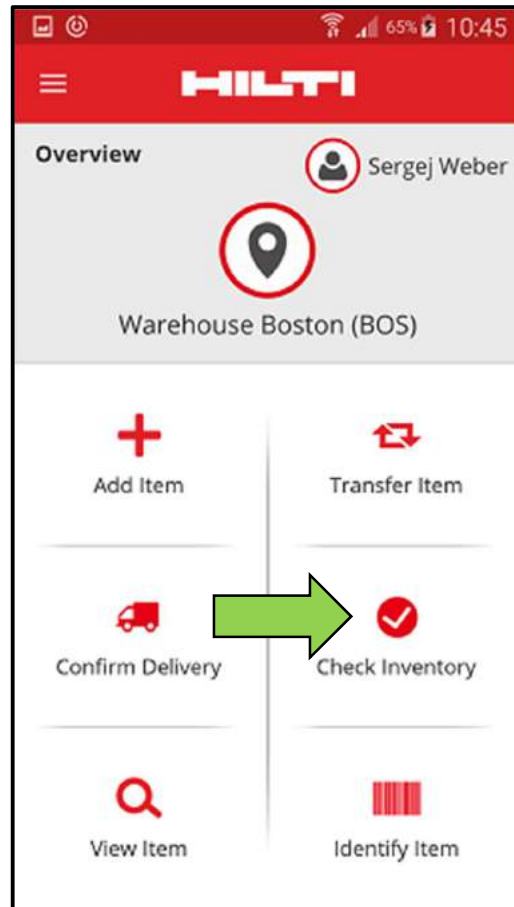 65% 10:45
HILTI
Overview
Sergej Weber
Warehouse Boston (BOS)
Add Item
Transfer Item
Confirm Delivery
Check Inventory
View Item
Identify Item